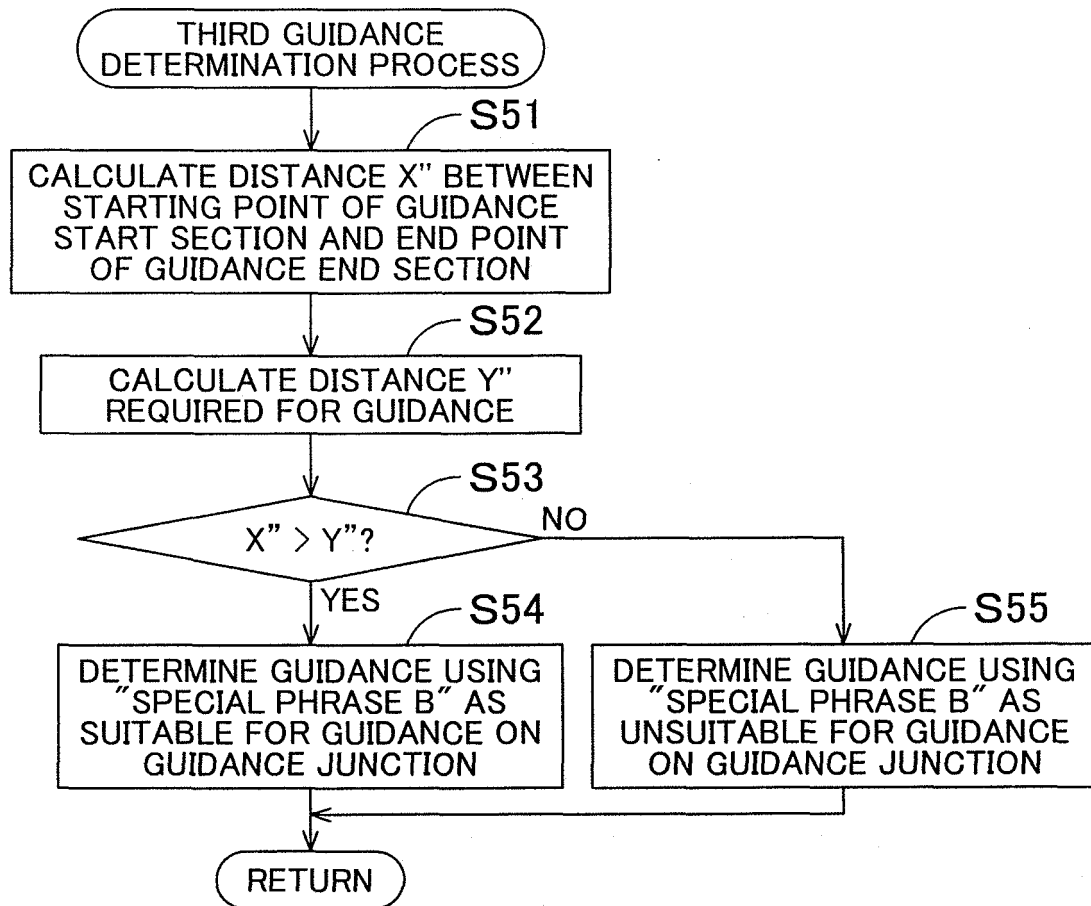 THIRD GUIDANCE
DETERMINATION PROCESS
S51
CALCULATE DISTANCE X” BETWEEN
STARTING POINT OF GUIDANCE
START SECTION AND END POINT
OF GUIDANCE END SECTION
S52
CALCULATE DISTANCE Y”
REQUIRED FOR GUIDANCE
S53
X” > Y”?
NO
YES
S54
DETERMINE GUIDANCE USING
"SPECIAL PHRASE B" AS
SUITABLE FOR GUIDANCE ON
GUIDANCE JUNCTION
S55
DETERMINE GUIDANCE USING
"SPECIAL PHRASE B" AS
UNSUITABLE FOR GUIDANCE
ON GUIDANCE JUNCTION
RETURN